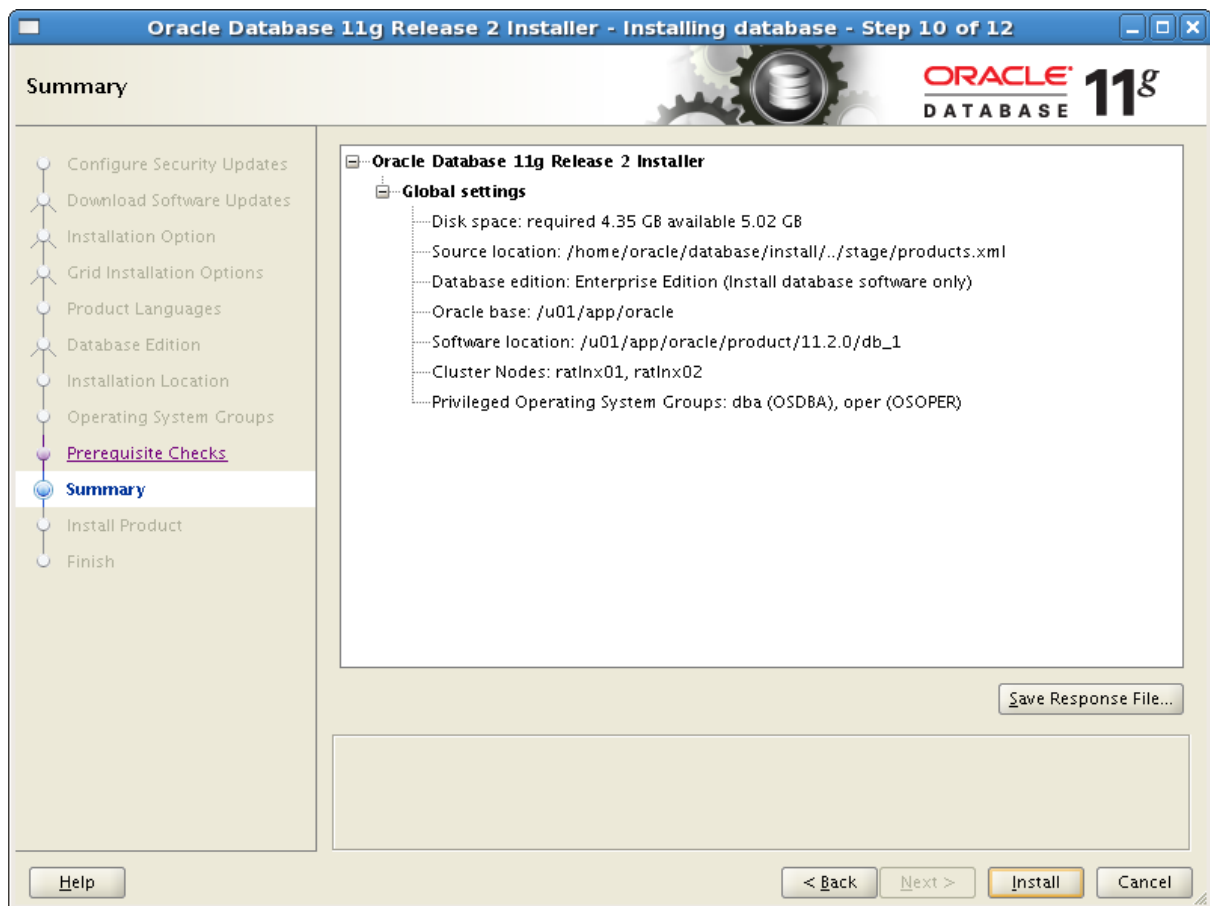 Oracle Database 11g Release 2 Installer - Installing database - Step 10 of 12
Summary
ORACLE
DATABASE
11g
Configure Security Updates
Download Software Updates
Installation Option
Grid Installation Options
Product Languages
Database Edition
Installation Location
Operating System Groups
Prerequisite Checks
Summary
Install Product
Finish
Oracle Database 11g Release 2 Installer
Global settings
Disk space: required 4.35 GB available 5.02 GB
Source location: /home/oracle/database/install/../stage/products.xml
Database edition: Enterprise Edition (Install database software only)
Oracle base: /u01/app/oracle
Software location: /u01/app/oracle/product/11.2.0/db_1
Cluster Nodes: ratlnx01, ratlnx02
Privileged Operating System Groups: dba (OSDBA), oper (OSOPER)
Save Response File...
Help
< Back
Next >
Install
Cancel